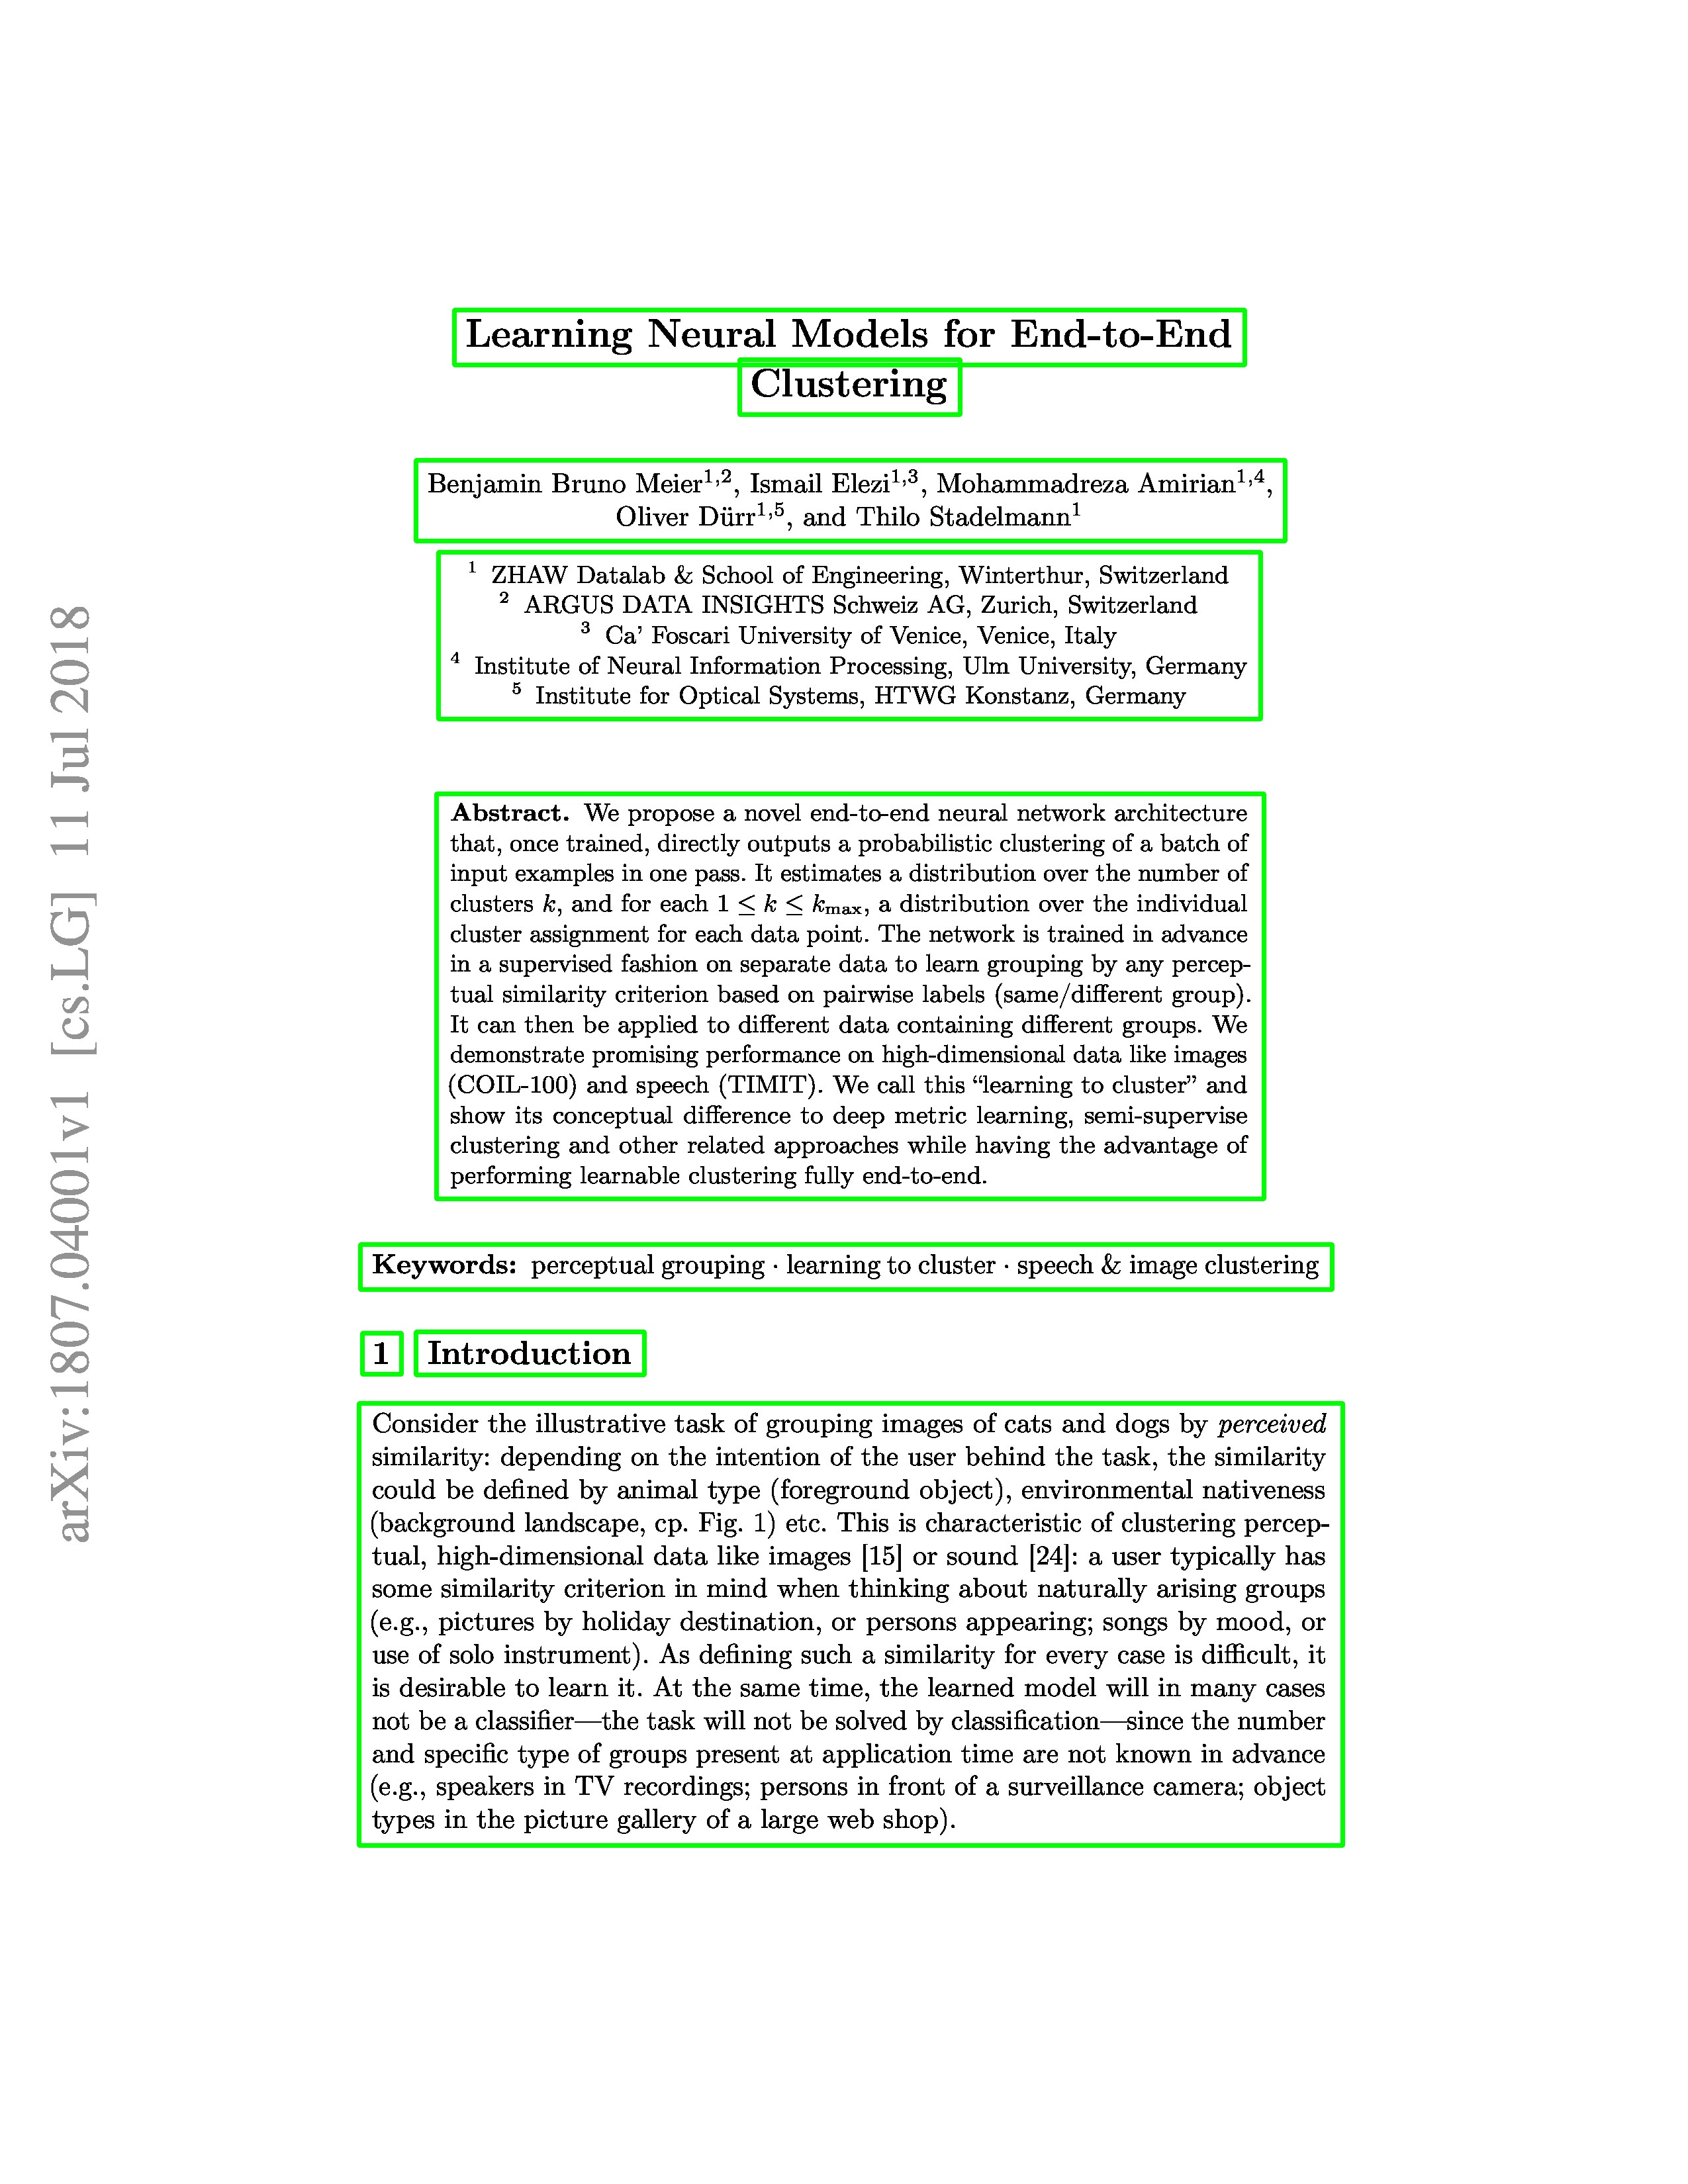 Learning Neural Models for End-to-End
Clustering
Benjamin Bruno Meier1,2, Ismail Elezi1,3, Mohammadreza Amirian1,4,
Oliver Dürr1,5, and Thilo Stadelmann1
1 ZHAW Datalab & School of Engineering, Winterthur, Switzerland
2 ARGUS DATA INSIGHTS Schweiz AG, Zurich, Switzerland
3 Ca' Foscari University of Venice, Venice, Italy
4 Institute of Neural Information Processing, Ulm University, Germany
5 Institute for Optical Systems, HTWG Konstanz, Germany
Abstract. We propose a novel end-to-end neural network architecture
that, once trained, directly outputs a probabilistic clustering of a batch of
input examples in one pass. It estimates a distribution over the number of
clusters k, and for each 1 ≤ k ≤ kmax, a distribution over the individual
cluster assignment for each data point. The network is trained in advance
in a supervised fashion on separate data to learn grouping by any percep-
tual similarity criterion based on pairwise labels (same/different group).
It can then be applied to different data containing different groups. We
demonstrate promising performance on high-dimensional data like images
(COIL-100) and speech (TIMIT). We call this “learning to cluster” and
show its conceptual difference to deep metric learning, semi-supervise
clustering and other related approaches while having the advantage of
performing learnable clustering fully end-to-end.
Keywords: perceptual grouping · learning to cluster · speech & image clustering
1 Introduction
Consider the illustrative task of grouping images of cats and dogs by perceived
similarity: depending on the intention of the user behind the task, the similarity
could be defined by animal type (foreground object), environmental nativeness
(background landscape, cp. Fig. 1) etc. This is characteristic of clustering percep-
tual, high-dimensional data like images [15] or sound [24]: a user typically has
some similarity criterion in mind when thinking about naturally arising groups
(e.g., pictures by holiday destination, or persons appearing; songs by mood, or
use of solo instrument). As defining such a similarity for every case is difficult, it
is desirable to learn it. At the same time, the learned model will in many cases
not be a classifier—the task will not be solved by classification—since the number
and specific type of groups present at application time are not known in advance
(e.g., speakers in TV recordings; persons in front of a surveillance camera; object
types in the picture gallery of a large web shop).
arXiv:1807.04001v1 [cs.LG] 11 Jul 2018